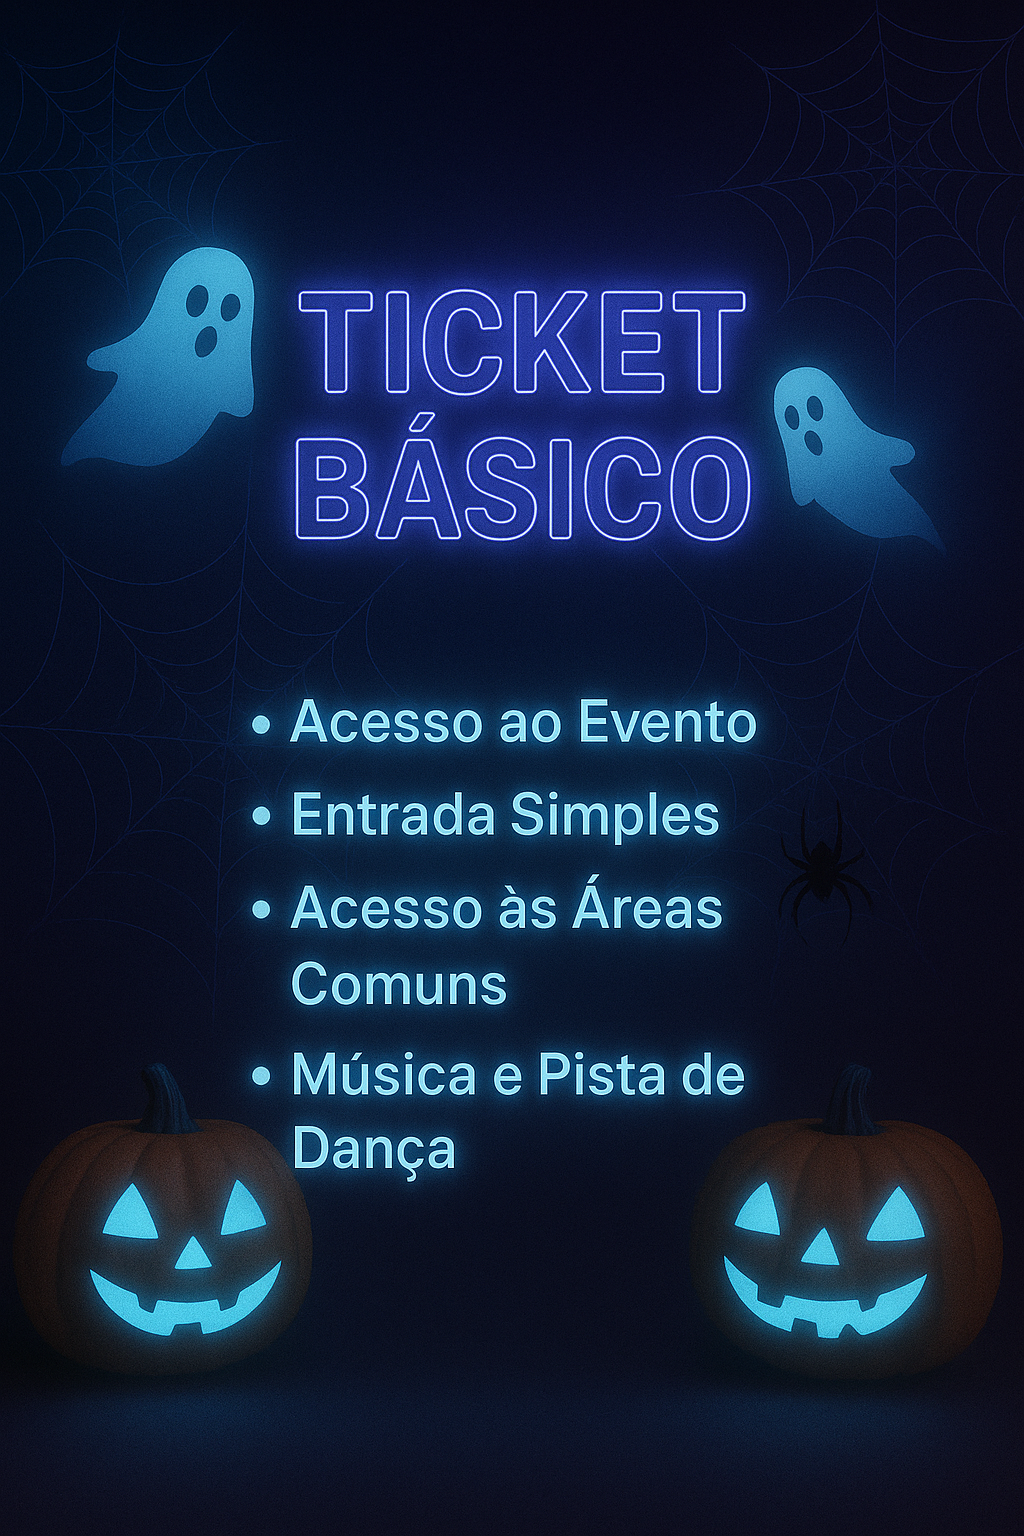 TICKET
BÁSICO
• Acesso ao Evento
• Entrada Simples
• Acesso às Áreas
Comuns
• Música e Pista de
Dança